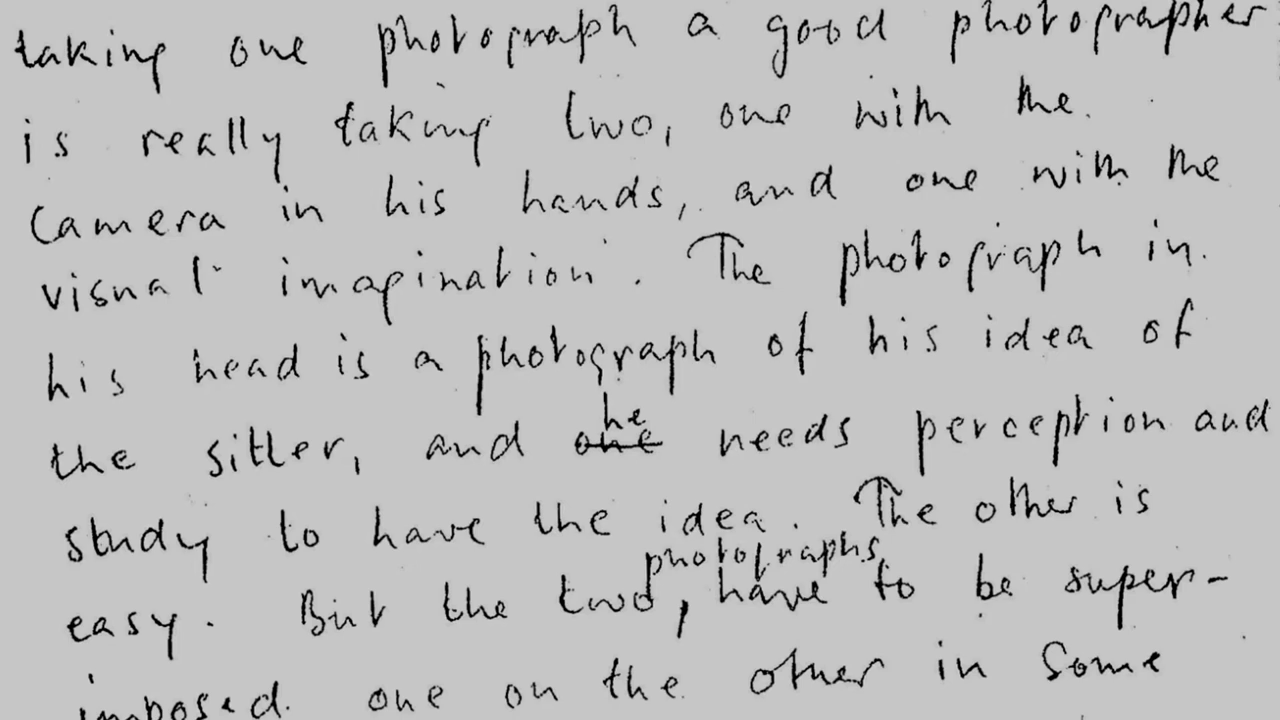 taking one photograph a good photographer
is really taking two, one with the
camera in his hands, and one with the
visual imagination. The photograph in
his head is a photograph of his idea of
he
the sitter, and one needs perception and
study to have the idea. The other is
photographs
easy. But the two, have to be super-
imposed one on the other in some